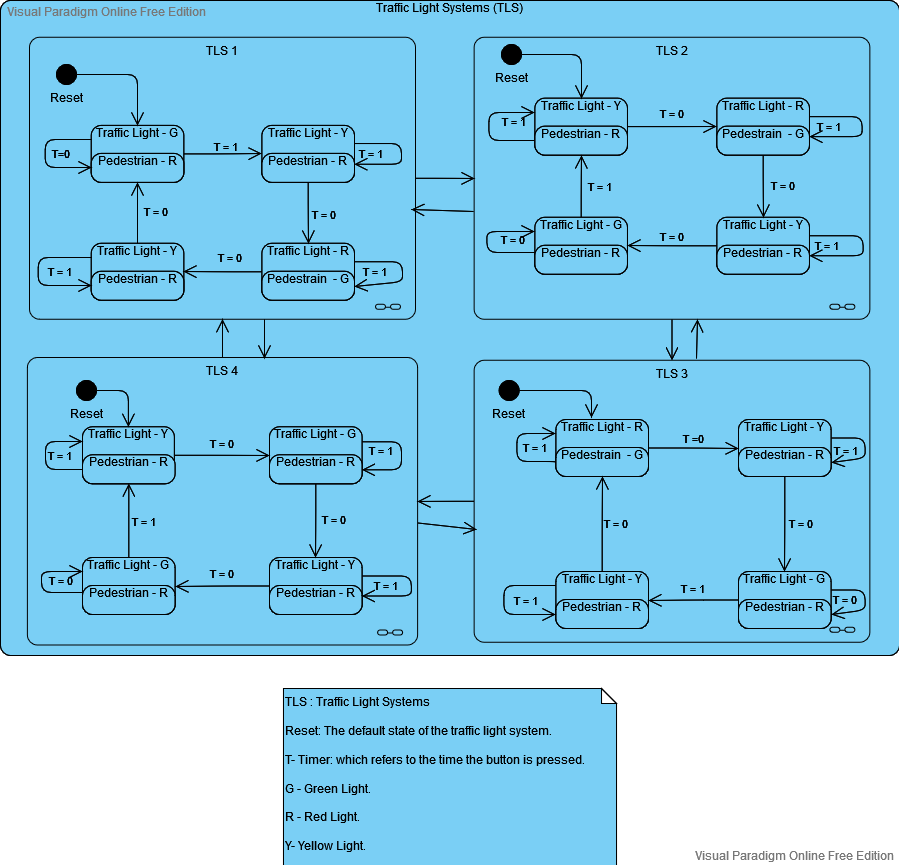 Traffic Light Systems (TLS)
Visual Paradigm Online Free Edition
TLS 1
Reset
Traffic Light - G
Pedestrian - R
T=0
T = 1
Traffic Light - Y
Pedestrian - R
T = 1
T = 0
T = 0
Traffic Light - Y
Pedestrian - R
T = 1
T = 0
Traffic Light - R
Pedestrain - G
T = 1
TLS 2
Reset
Traffic Light - Y
Pedestrian - R
T = 1
T = 0
Traffic Light - R
Pedestrain - G
T = 1
T = 1
T = 0
Traffic Light - G
Pedestrian - R
T = 0
T = 0
Traffic Light - Y
Pedestrian - R
T = 1
TLS 4
Reset
Traffic Light - Y
Pedestrian - R
T = 1
T = 0
Traffic Light - G
Pedestrian - R
T = 1
T = 1
T = 0
Traffic Light - G
Pedestrian - R
T = 0
T = 0
Traffic Light - Y
Pedestrian - R
T = 1
TLS 3
Reset
Traffic Light - R
Pedestrain - G
T = 1
T =0
Traffic Light - Y
Pedestrian - R
T = 1
T = 0
T = 0
Traffic Light - Y
Pedestrian - R
T = 1
T = 1
Traffic Light - G
Pedestrian - R
T = 0
TLS : Traffic Light Systems
Reset: The default state of the traffic light system.
T- Timer: which refers to the time the button is pressed.
G - Green Light.
R - Red Light.
Y- Yellow Light.
Visual Paradigm Online Free Edition